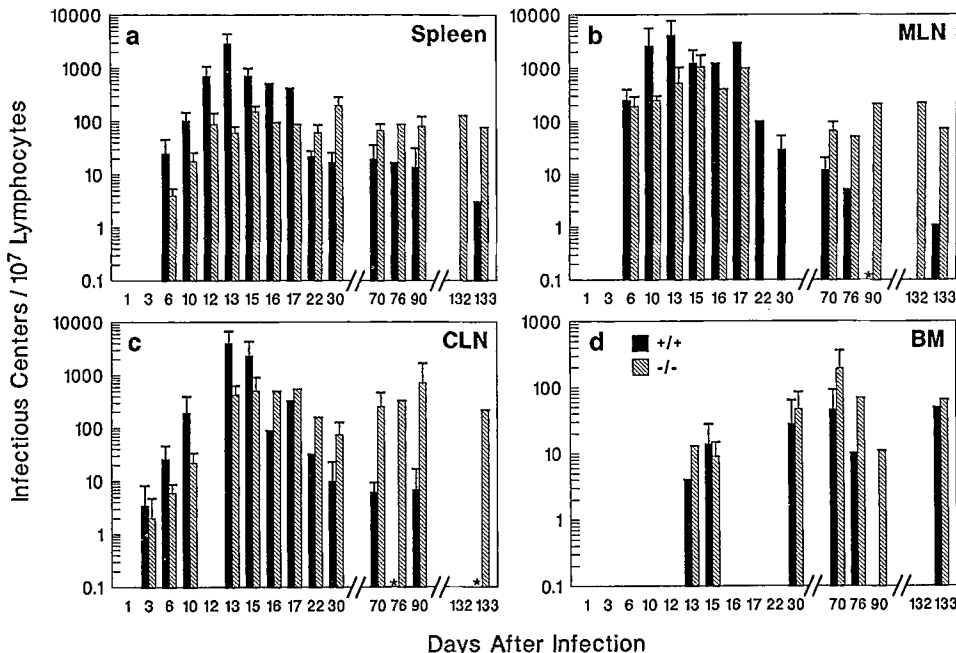 Infectious Centers / 10⁷ Lymphocytes
a Spleen
10000
1000
100
10
1
0.1
1 3 6 10 12 13 15 16 17 22 30 70 76 90 132 133
b MLN
10000
1000
100
10
1
0.1
1 3 6 10 13 15 16 17 22 30 70 76 90 132 133
*
c CLN
10000
1000
100
10
1
0.1
1 3 6 10 12 13 15 16 17 22 30 70 76 90 132 133
* *
d BM
1000
100
10
1
0.1
+/+
-/-
1 3 6 10 13 15 16 17 22 30 70 76 90 132 133
Days After Infection